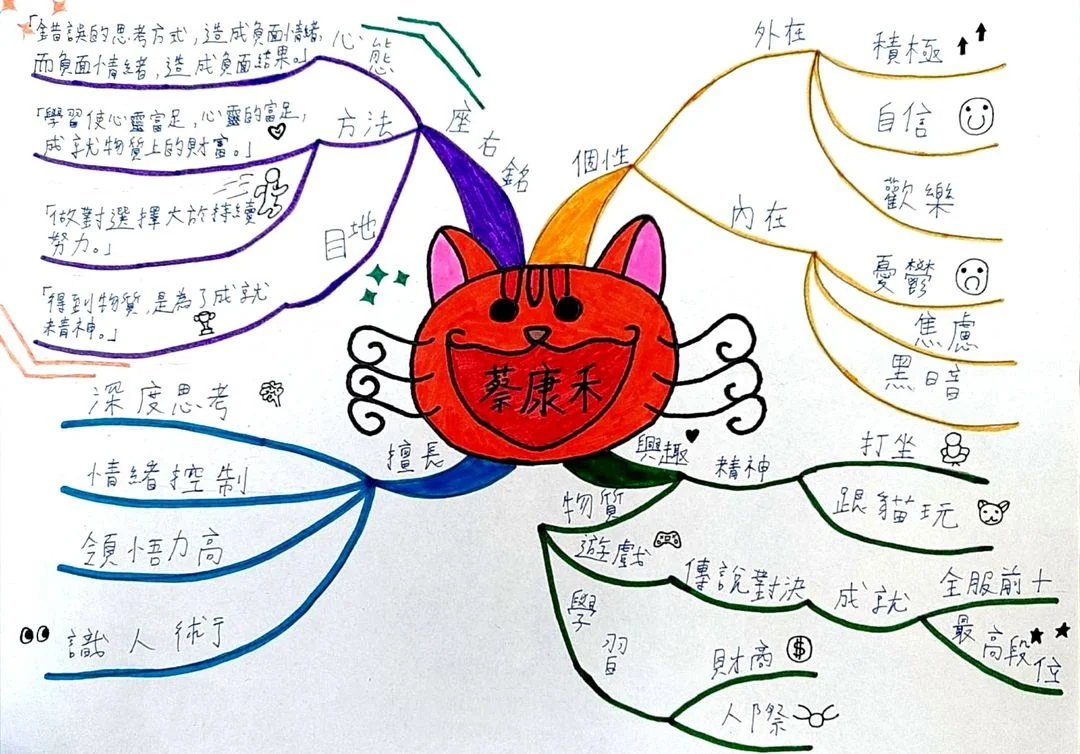 蔡康禾
座右銘
心態
「錯誤的思考方式,造成負面情緒,
而負面情緒,造成負面結果。」
方法
「學習使心靈富足,心靈的富足,
成就物質上的財富。」
「做對選擇大於持續
努力。」
目地
「得到物質,是為了成就
精神。」
個性
外在
積極
自信
歡樂
內在
憂鬱
焦慮
黑暗
擅長
深度思考
情緒控制
領悟力高
識人術
興趣
精神
打坐
跟貓玩
物質
遊戲
傳說對決
成就
全服前十
最高段位
學習
財商
$
人際